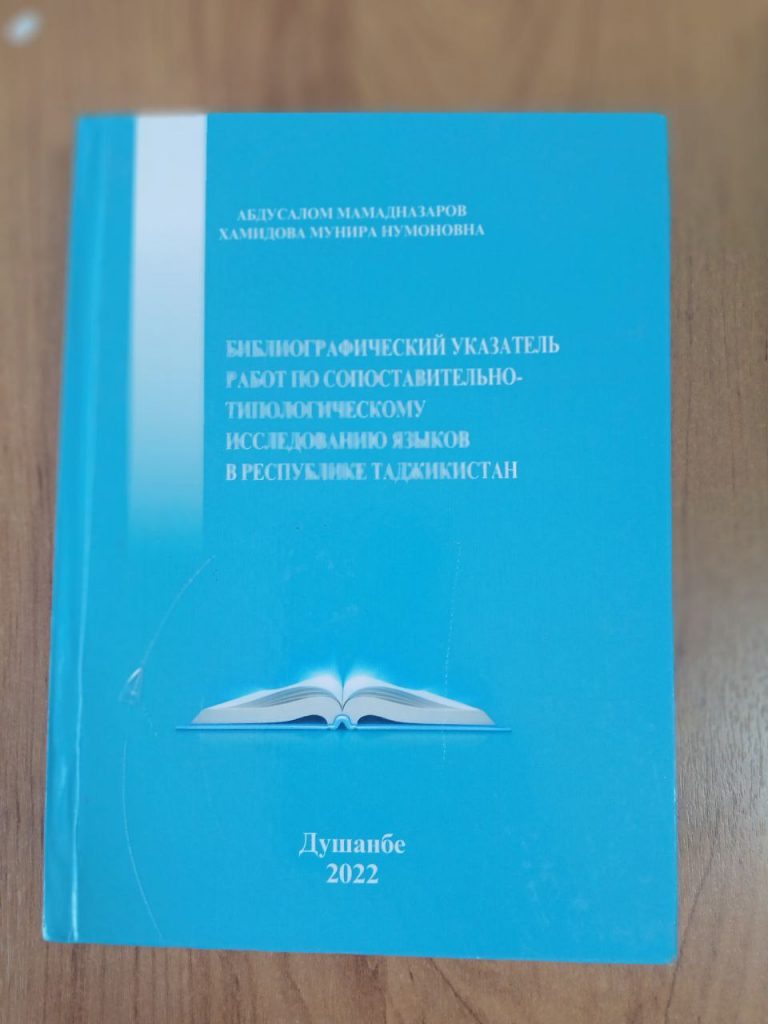 АБДУСАЛОМ МАМАДНАЗАРОВ
ХАМИДОВА МУНИРА НУМОНОВНА
БИБЛИОГРАФИЧЕСКИЙ УКАЗАТЕЛЬ
РАБОТ ПО СОПОСТАВИТЕЛЬНО-
ТИПОЛОГИЧЕСКОМУ
ИССЛЕДОВАНИЮ ЯЗЫКОВ
В РЕСПУБЛИКЕ ТАДЖИКИСТАН
Душанбе
2022